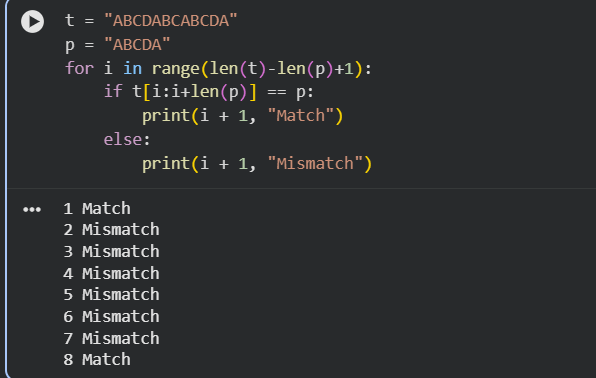 t = "ABCDABCABCDA"
p = "ABCDA"
for i in range(len(t)-len(p)+1):
    if t[i:i+len(p)] == p:
        print(i + 1, "Match")
    else:
        print(i + 1, "Mismatch")
1 Match
2 Mismatch
3 Mismatch
4 Mismatch
5 Mismatch
6 Mismatch
7 Mismatch
8 Match